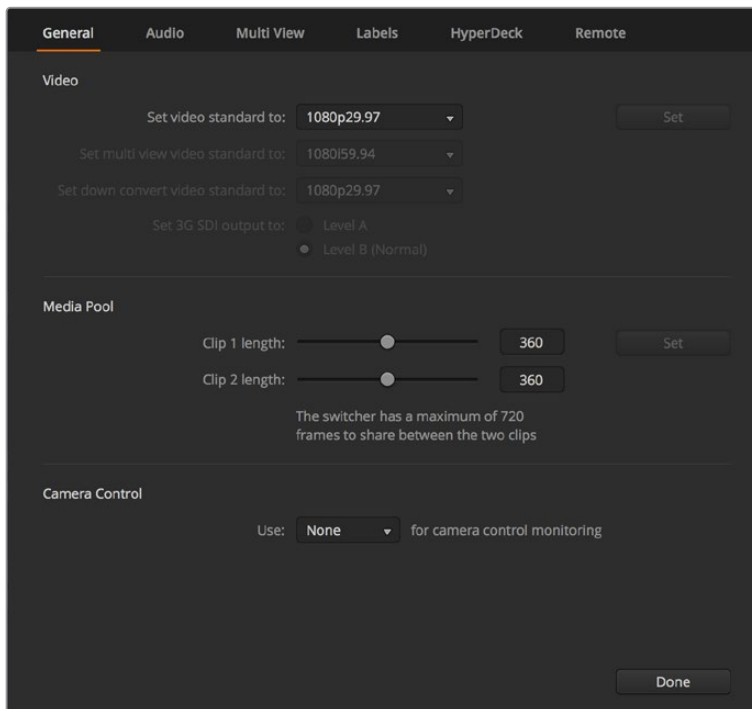 General Audio Multi View Labels HyperDeck Remote
Video
Set video standard to: 1080p29.97 Set
Set multi view video standard to: 1080i59.94
Set down convert video standard to: 1080p29.97
Set 3G SDI output to: Level A
Level B (Normal)
Media Pool
Clip 1 length: 360 Set
Clip 2 length: 360
The switcher has a maximum of 720
frames to share between the two clips
Camera Control
Use: None for camera control monitoring
Done